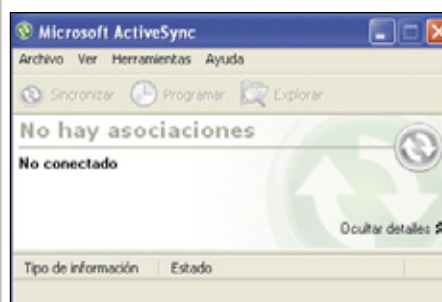 Microsoft ActiveSync
Archivo Ver Herramientas Ayuda
Sincronizar Programar Explorar
No hay asociaciones
No conectado
Ocultar detalles
Tipo de información Estado